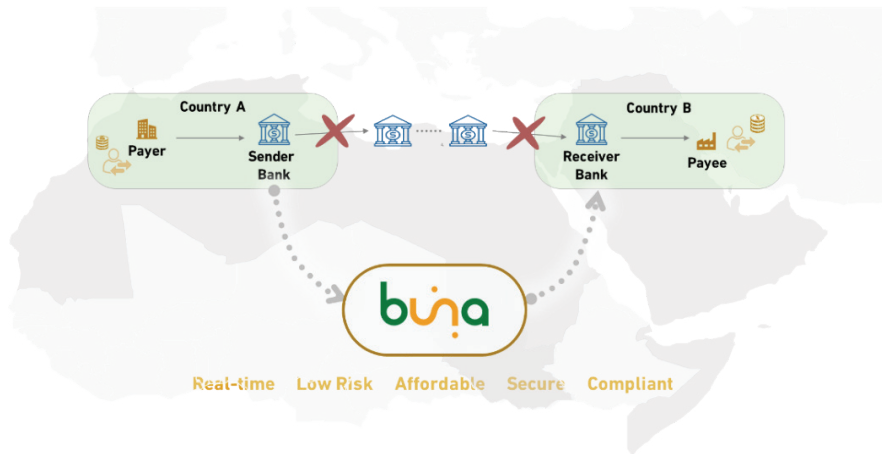 Country A
Country B
Payer
Sender
Bank
Receiver
Bank
Payee
buna
Real-time Low Risk Affordable Secure Compliant